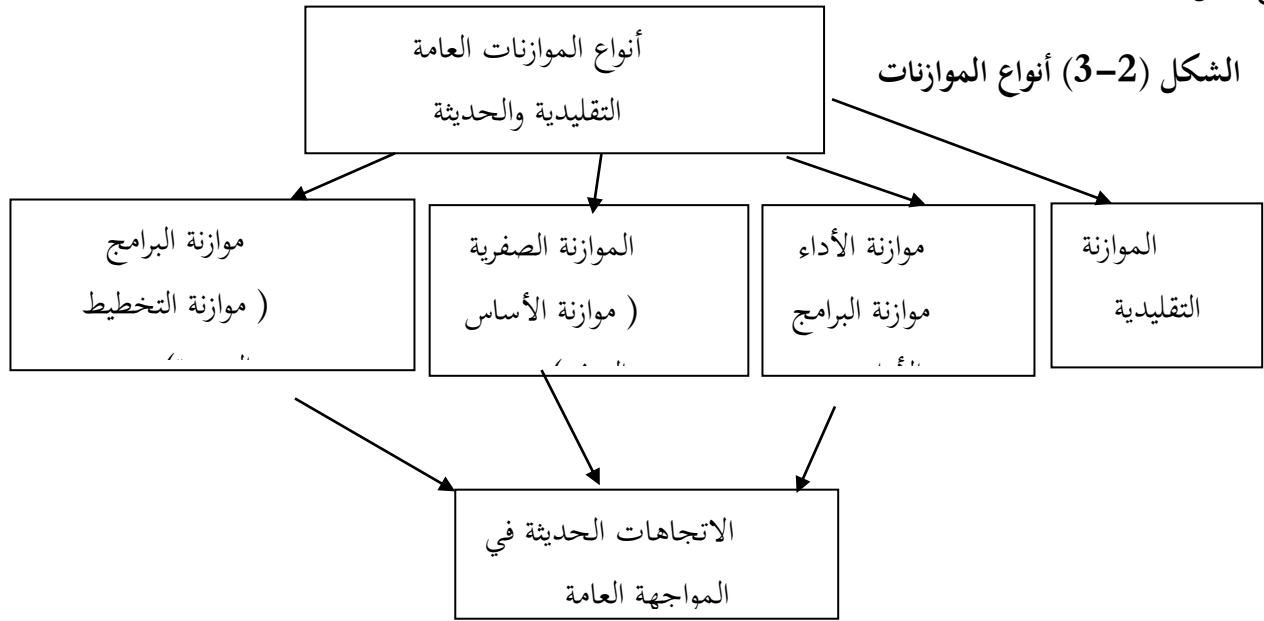 أنواع الموازنات العامة
التقليدية والحديثة
الشكل (2-3) أنواع الموازنات
الموازنة
التقليدية
موازنة الأداء
موازنة البرامج
الموازنة الصفرية
( موازنة الأساس
موازنة البرامج
( موازنة التخطيط
الاتجاهات الحديثة في
المواجهة العامة